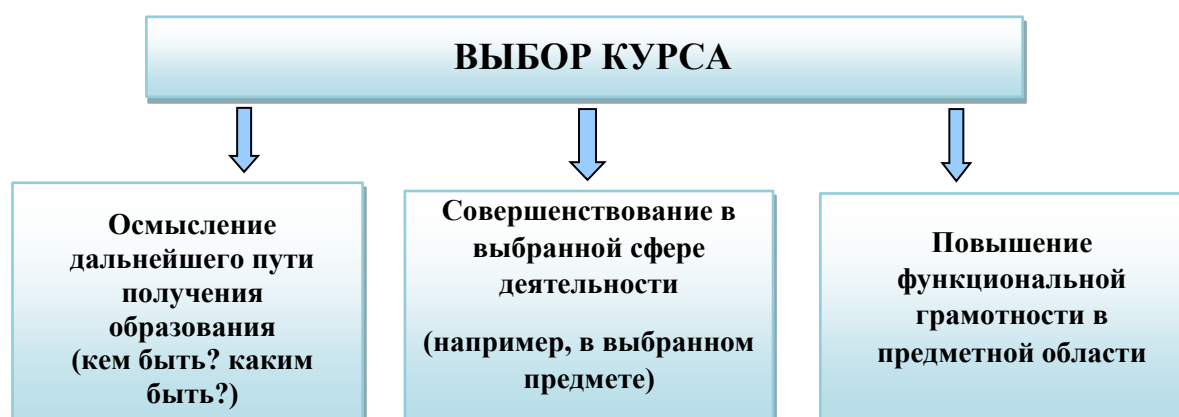 ВЫБОР КУРСА
Осмысление
дальнейшего пути
получения
образования
(кем быть? каким
быть?)
Совершенствование в
выбранной сфере
деятельности
(например, в выбранном
предмете)
Повышение
функциональной
грамотности в
предметной области